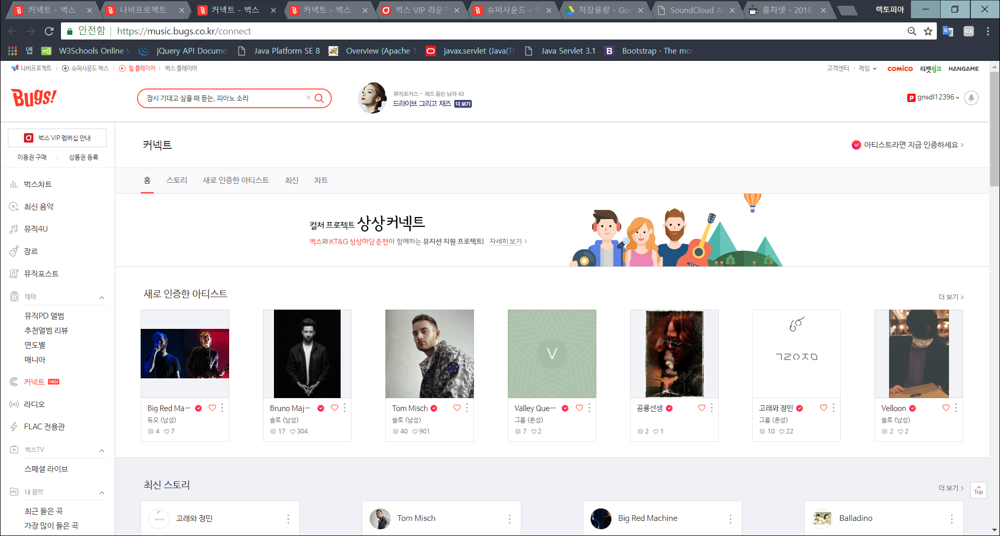 커넥트 - 벅스
나비프로젝트 -
커넥트 - 벅스
커넥트 - 벅스
벅스 VIP 라운
슈퍼사운드 -
저장용량 - Goo
SoundCloud A
홍차넷 - 2018
렉토피아
안전함
https://music.bugs.co.kr/connect
앱
W3Schools Online
jQuery API Docume
Java Platform SE 8
Overview (Apache
javax.servlet (Java(T
Java Servlet 3.1
Bootstrap · The mos
나비프로젝트
슈퍼사운드 벅스
웹 플레이어
벅스 플레이어
고객센터
게임
comico
티켓링크
HANGAME
Bugs!
잠시 기대고 싶을 때 듣는, 피아노 소리
뮤직포커스 - 재즈 듣는 남자 43
드라이브 그리고 재즈 더 보기
gnsdl12396
벅스 VIP 멤버십 안내
이용권 구매
상품권 등록
벅스차트
최신 음악
뮤직4U
장르
뮤직포스트
테마
뮤직PD 앨범
추천앨범 리뷰
연도별
매니아
커넥트 NEW
라디오
FLAC 전용관
벅스TV
스페셜 라이브
my 내 음악
최근 들은 곡
가장 많이 들은 곡
커넥트
아티스트라면 지금 인증하세요
홈
스토리
새로 인증한 아티스트
최신
차트
컬처 프로젝트 상상커넥트
벅스와 KT&G 상상마당 춘천이 함께하는 뮤지션 지원 프로젝트! 자세히 보기
새로 인증한 아티스트
더 보기
Big Red Ma···
듀오 (남성)
4 7
Bruno Maj···
솔로 (남성)
17 304
Tom Misch
솔로 (남성)
40 901
V
Valley Que···
그룹 (혼성)
7 2
공룡선생
2 1
ㄱㄹㅇㅈㅁ
고래와 정민
그룹 (혼성)
10 22
Velloon
솔로 (남성)
2 2
최신 스토리
더 보기
Top
고래와 정민
Tom Misch
Big Red Machine
Balladino